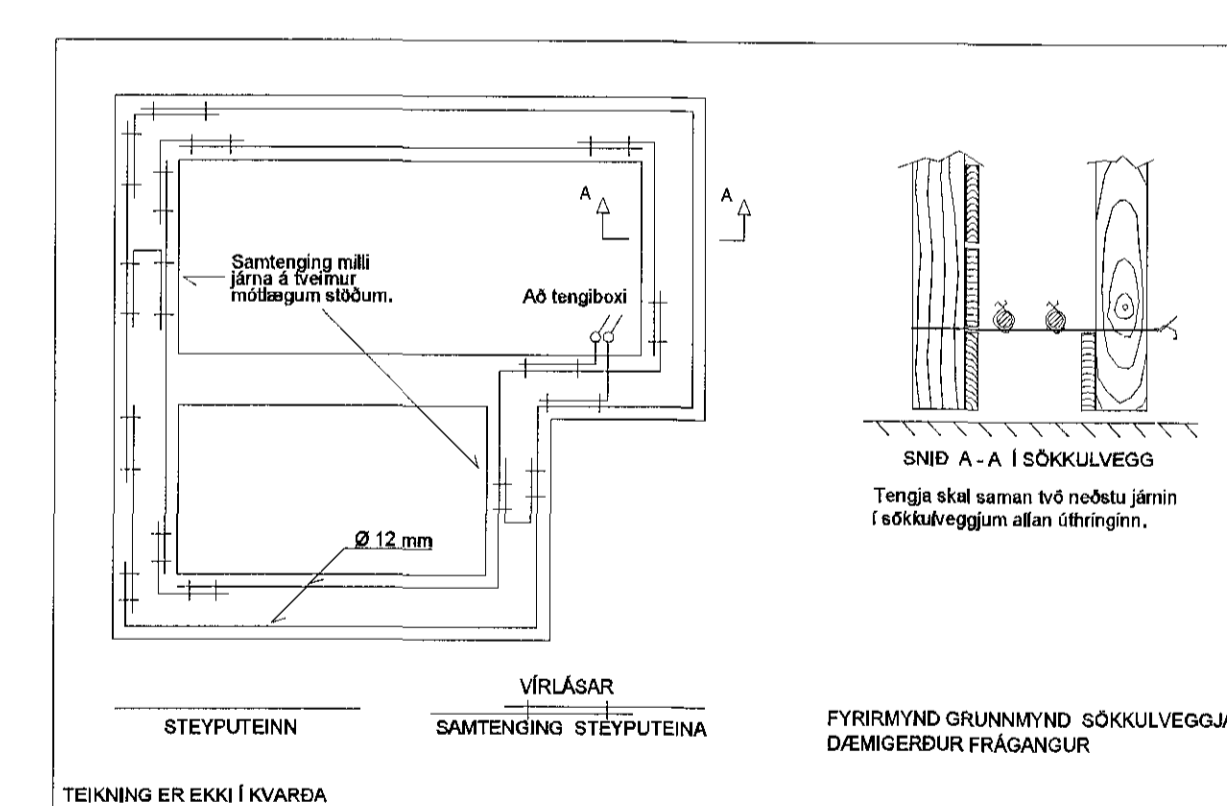 A
A
Samtenging milli
járna á tveimur
mótlægum stöðum.
Að tengiboxi
Ø 12 mm
SNIÐ A - A Í SÖKKULVEGG
Tengja skal saman tvö neðstu járnin
í sökkulveggjum allan úthringinn.
VÍRLÁSAR
STEYPUTEINN
SAMTENGING STEYPUTEINA
FYRIRMYND GRUNNMYND SÖKKULVEGGJA
DÆMIGERÐUR FRÁGANGUR
TEIKNING ER EKKI Í KVARÐA